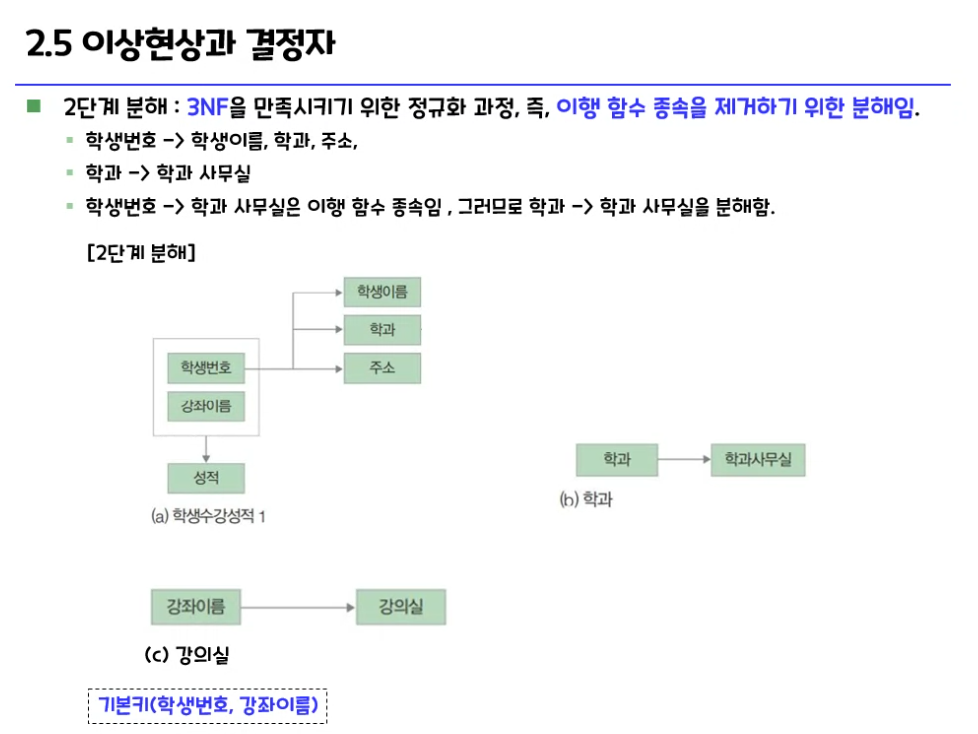 2.5 이상현상과 결정자
2단계 분해 : 3NF을 만족시키기 위한 정규화 과정, 즉, 이행 함수 종속을 제거하기 위한 분해임.
학생번호 -> 학생이름, 학과, 주소,
학과 -> 학과 사무실
학생번호 -> 학과 사무실은 이행 함수 종속임 , 그러므로 학과 -> 학과 사무실을 분해함.
[2단계 분해]
학생이름
학과
학생번호
주소
강좌이름
성적
(a) 학생수강성적 1
학과
학과사무실
(b) 학과
강좌이름
강의실
(c) 강의실
기본키(학생번호, 강좌이름)